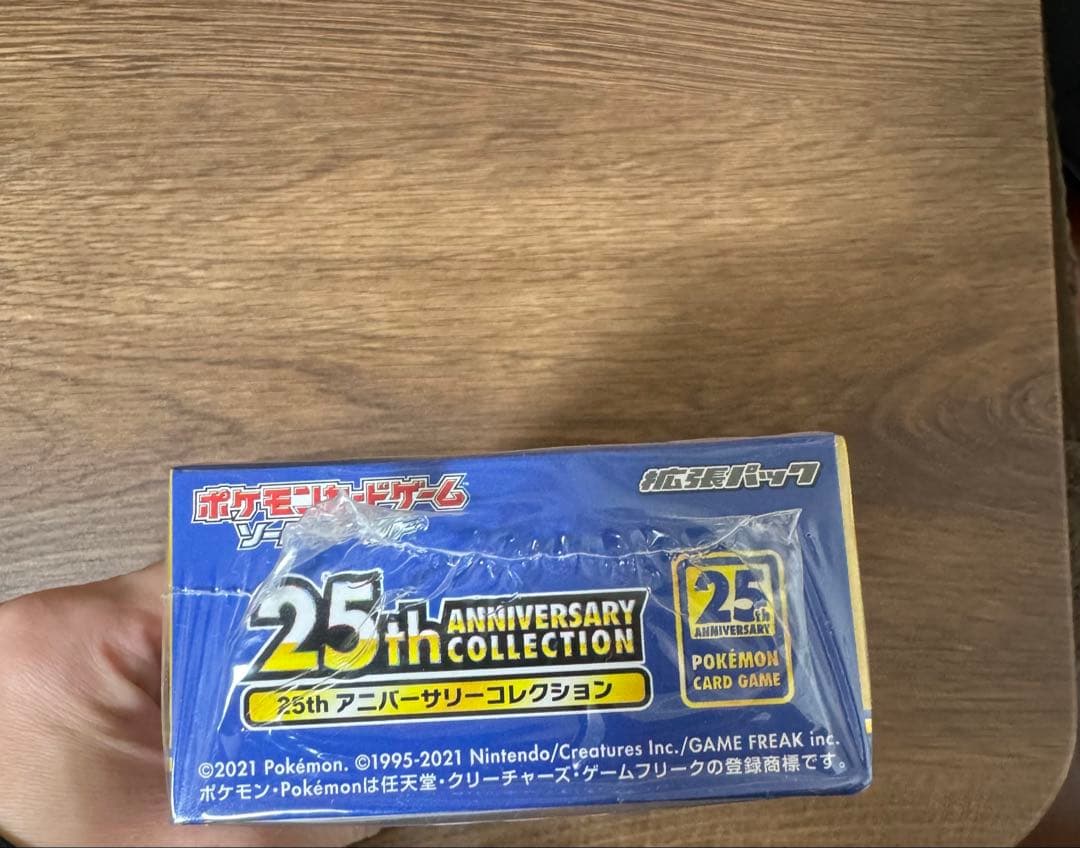 ポケモンカードゲーム
拡張パック
25th ANNIVERSARY
COLLECTION
25th アニバーサリーコレクション
25th
ANNIVERSARY
POKÉMON
CARD GAME
©2021 Pokémon. ©1995-2021 Nintendo/Creatures Inc./GAME FREAK inc.
ポケモン・Pokémonは任天堂・クリーチャーズ・ゲームフリークの登録商標です。